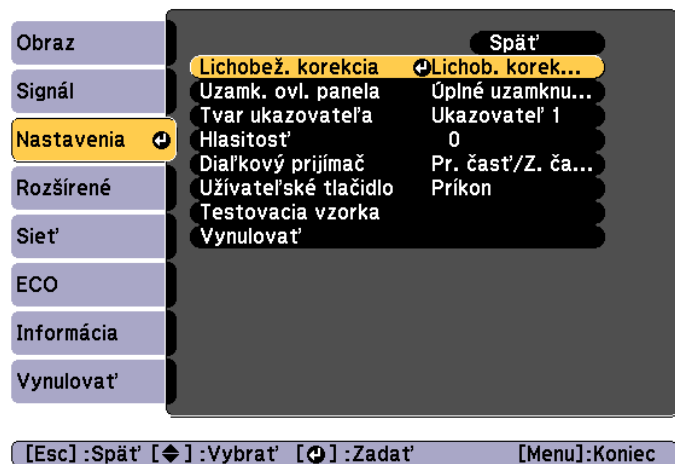 Obraz
Signál
Nastavenia
Rozšírené
Sieť
ECO
Informácia
Vynulovať
Späť
Lichobež. korekcia Lichob. korek...
Uzamk. ovl. panela Úplné uzamknu...
Tvar ukazovateľa Ukazovateľ 1
Hlasitosť 0
Diaľkový prijímač Pr. časť/Z. ča...
Užívateľské tlačidlo Príkon
Testovacia vzorka
Vynulovať
[Esc] :Späť [◆] :Vybrať [⏎] :Zadať [Menu]:Koniec